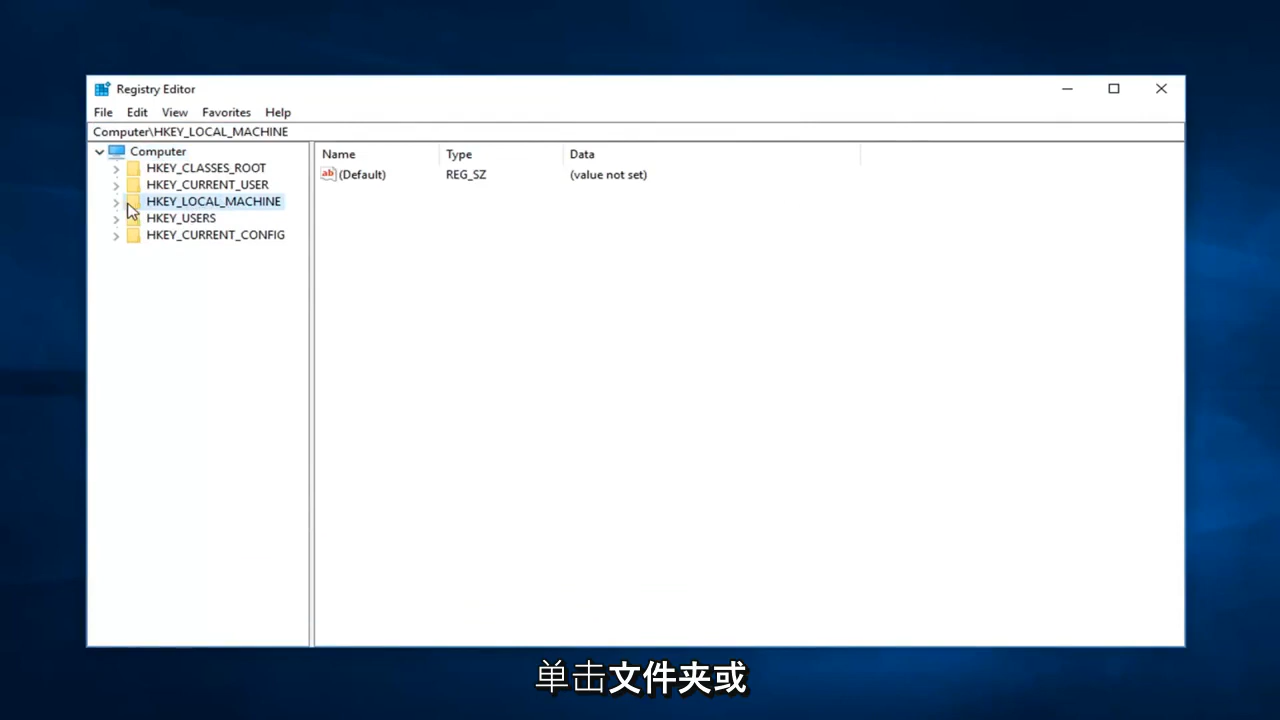 Registry Editor
File Edit View Favorites Help
Computer\HKEY_LOCAL_MACHINE
Computer
HKEY_CLASSES_ROOT
HKEY_CURRENT_USER
HKEY_LOCAL_MACHINE
HKEY_USERS
HKEY_CURRENT_CONFIG
Name Type Data
ab (Default) REG_SZ (value not set)
单击文件夹或